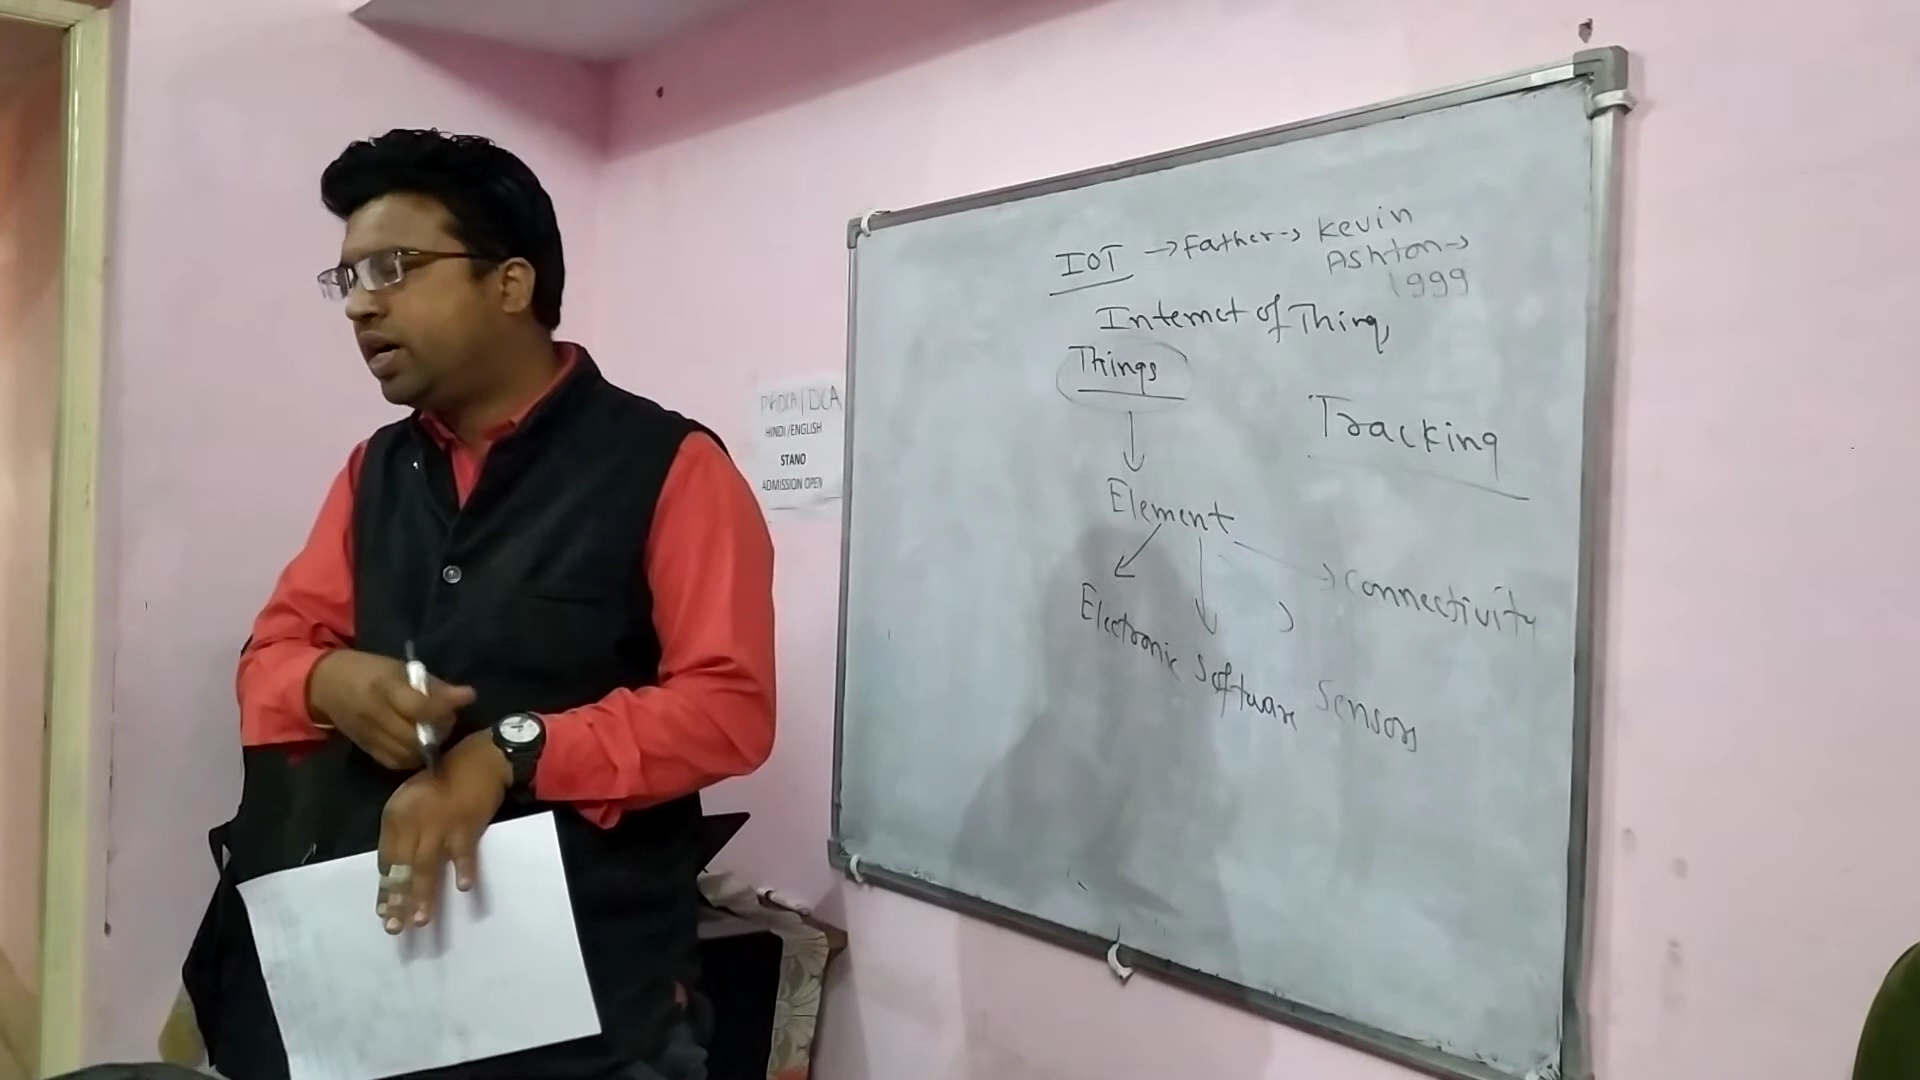 IOT → Father → Kevin
Ashton →
1999
Internet of Things
Things
Tracking
Element
Connectivity
Electronic Software Sensors
PGDCA | DCA
HINDI /ENGLISH
STANO
ADMISSION OPEN